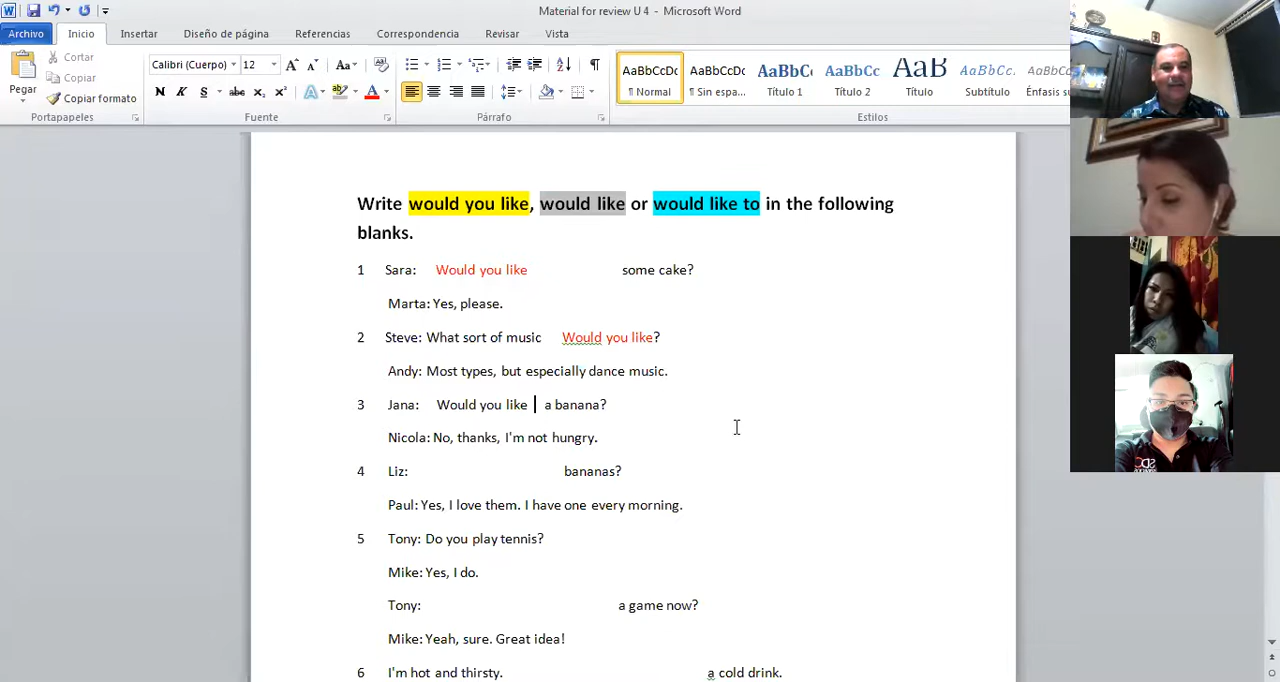 Material for review U 4 - Microsoft Word
Archivo Inicio Insertar Diseño de página Referencias Correspondencia Revisar Vista
Pegar
Cortar
Copiar
Copiar formato
Portapapeles
Calibri (Cuerpo) 12
Fuente
Párrafo
AaBbCcDc AaBbCcDc AaBbC AaBbCc AaB AaBbCc. AaBbCcDc
¶ Normal ¶ Sin espa... Título 1 Título 2 Título Subtítulo Énfasis su
Estilos
Write would you like, would like or would like to in the following
blanks.
1 Sara: Would you like some cake?
Marta: Yes, please.
2 Steve: What sort of music Would you like?
Andy: Most types, but especially dance music.
3 Jana: Would you like a banana?
Nicola: No, thanks, I'm not hungry.
4 Liz: bananas?
Paul: Yes, I love them. I have one every morning.
5 Tony: Do you play tennis?
Mike: Yes, I do.
Tony: a game now?
Mike: Yeah, sure. Great idea!
6 I'm hot and thirsty. a cold drink.